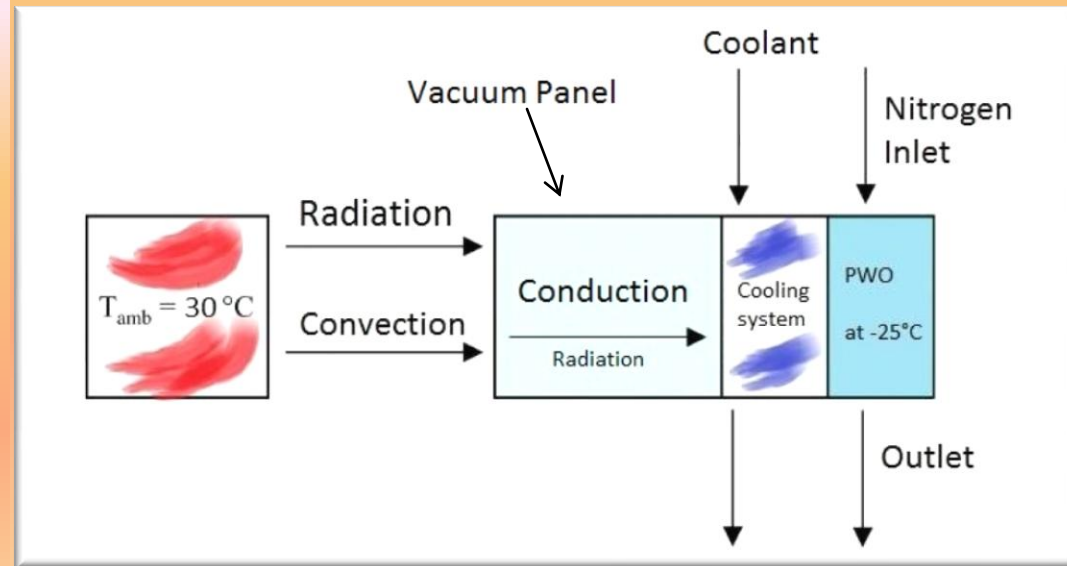 Coolant
Vacuum Panel
Nitrogen
Inlet
Radiation
Convection
T_amb = 30 °C
Conduction
Radiation
Cooling
system
PWO
at -25°C
Outlet